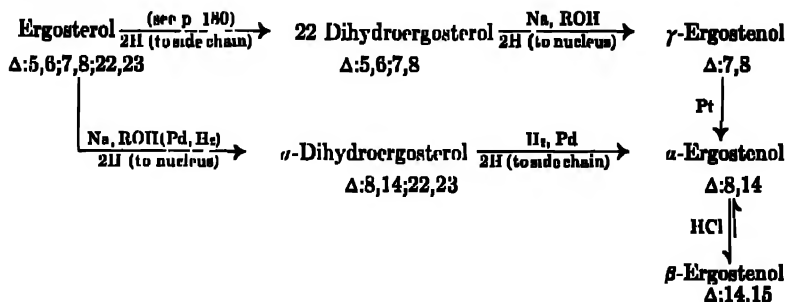 Ergosterol (see p 180) 2H (to side chain) 22 Dihydroergosterol Na, ROH 2H (to nucleus) γ-Ergostenol
Δ:5,6;7,8;22,23 Δ:5,6;7,8 Δ:7,8
Pt
Na, ROH(Pd, H₂) 2H (to nucleus) α-Dihydroergosterol H₂, Pd 2H (to side chain) α-Ergostenol
Δ:8,14;22,23 Δ:8,14
HCl
β-Ergostenol
Δ:14,15